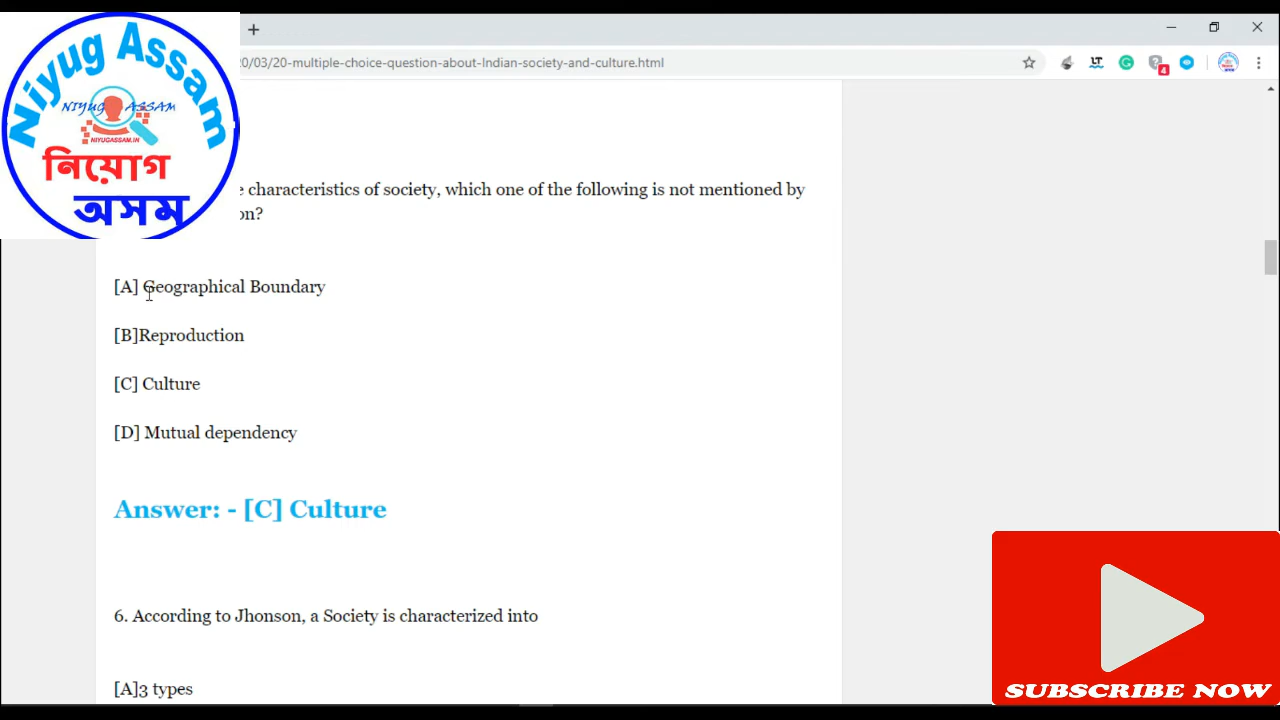 Niyug Assam
NIYUG ASSAM
NIYUGASSAM.IN
নিয়োগ
অসম
0/03/20-multiple-choice-question-about-Indian-society-and-culture.html
4
e characteristics of society, which one of the following is not mentioned by
on?
[A] Geographical Boundary
[B]Reproduction
[C] Culture
[D] Mutual dependency
Answer: - [C] Culture
6. According to Jhonson, a Society is characterized into
[A]3 types
SUBSCRIBE NOW